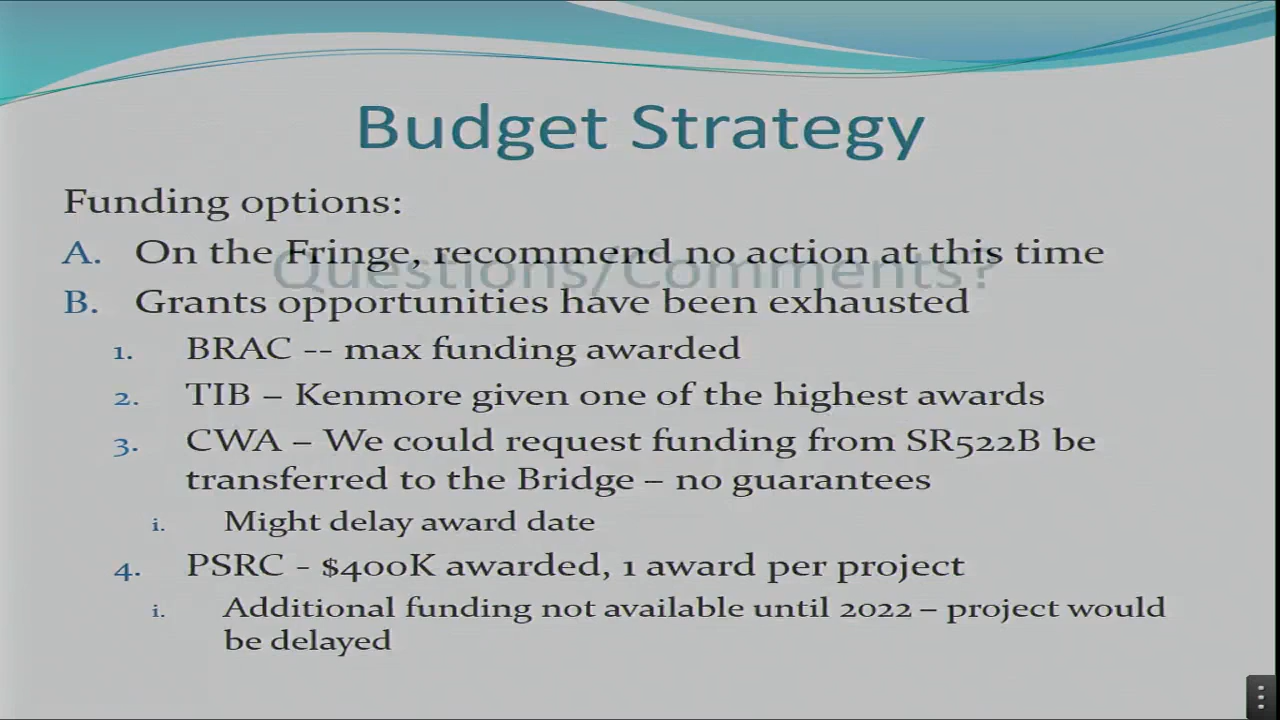 Budget Strategy
Funding options:
A. On the Fringe, recommend no action at this time
Questions/Comments?
B. Grants opportunities have been exhausted
1. BRAC -- max funding awarded
2. TIB – Kenmore given one of the highest awards
3. CWA – We could request funding from SR522B be
transferred to the Bridge – no guarantees
i. Might delay award date
4. PSRC - $400K awarded, 1 award per project
i. Additional funding not available until 2022 – project would
be delayed